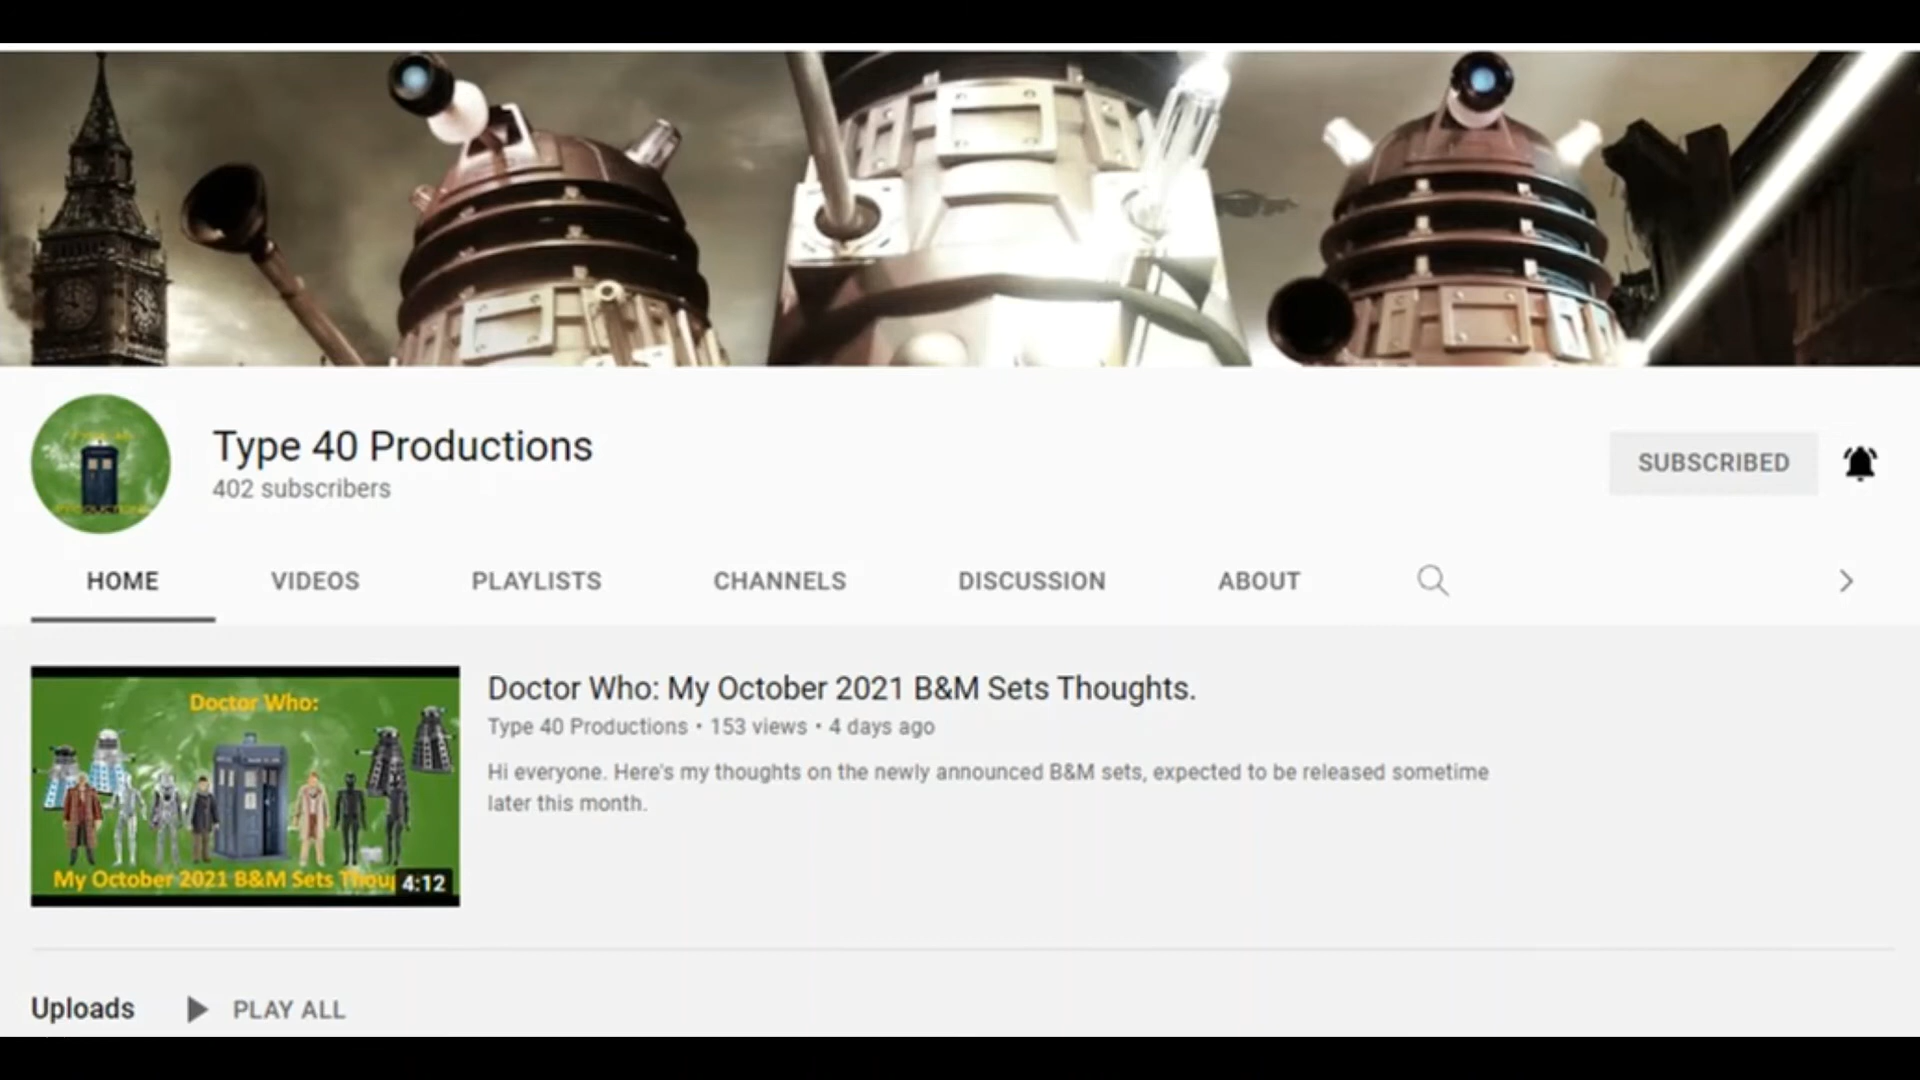 Type 40 Productions
402 subscribers
SUBSCRIBED
HOME VIDEOS PLAYLISTS CHANNELS DISCUSSION ABOUT
Doctor Who:
My October 2021 B&M Sets
4:12
Doctor Who: My October 2021 B&M Sets Thoughts.
Type 40 Productions • 153 views • 4 days ago
Hi everyone. Here's my thoughts on the newly announced B&M sets, expected to be released sometime
later this month.
Uploads PLAY ALL